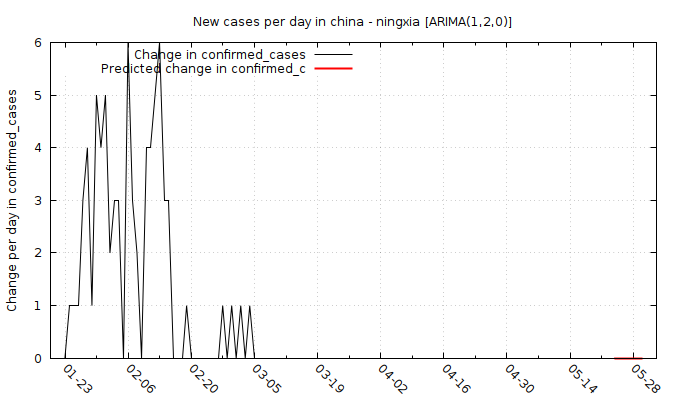 New cases per day in china - ningxia [ARIMA(1,2,0)]
Change in confirmed_cases
Predicted change in confirmed_c
Change per day in confirmed_cases
6
5
4
3
2
1
0
01-23 02-06 02-20 03-05 03-19 04-02 04-16 04-30 05-14 05-28